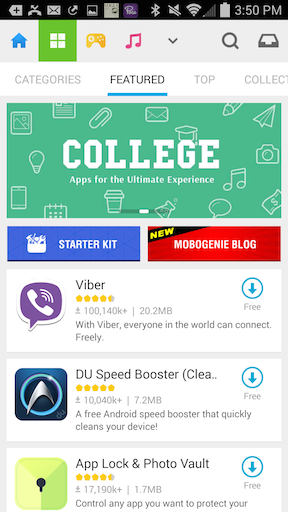 3:50 PM
CATEGORIES FEATURED TOP COLLECT
COLLEGE
Apps for the Ultimate Experience
STARTER KIT
NEW
MOBOGENIE BLOG
Viber
100,140k+ | 20.2MB
Free
With Viber, everyone in the world can connect.
Freely.
DU Speed Booster (Clea..
10,040k+ | 7.2MB
Free
A free Android speed booster that quickly
cleans your device!
du
App Lock & Photo Vault
17,190k+ | 1.7MB
Free
Control any app you want to protect your